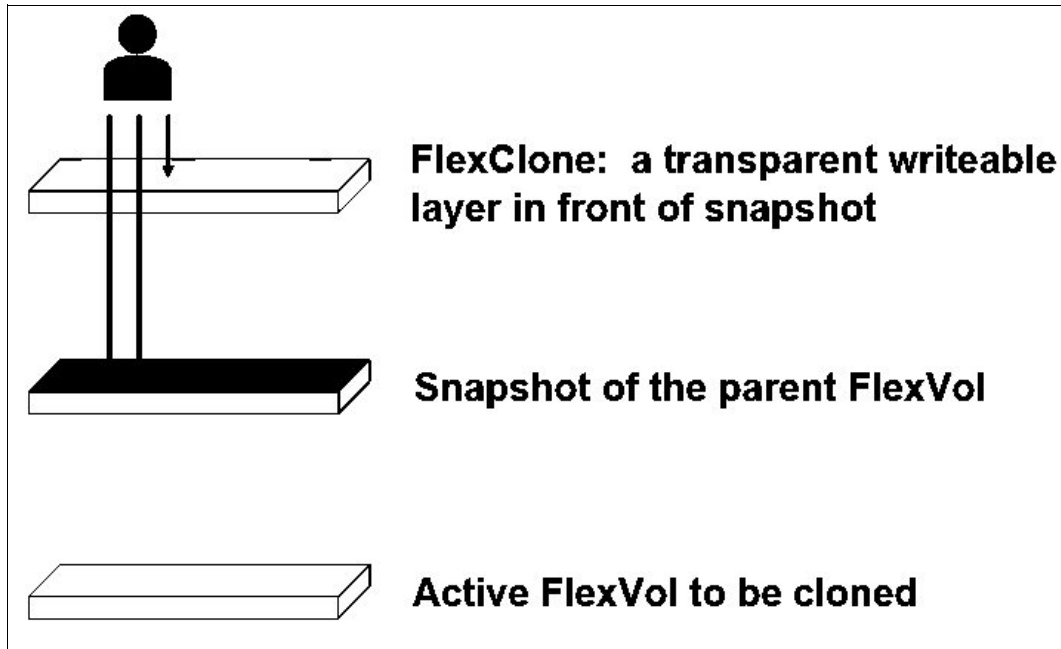 FlexClone: a transparent writeable
layer in front of snapshot
Snapshot of the parent FlexVol
Active FlexVol to be cloned